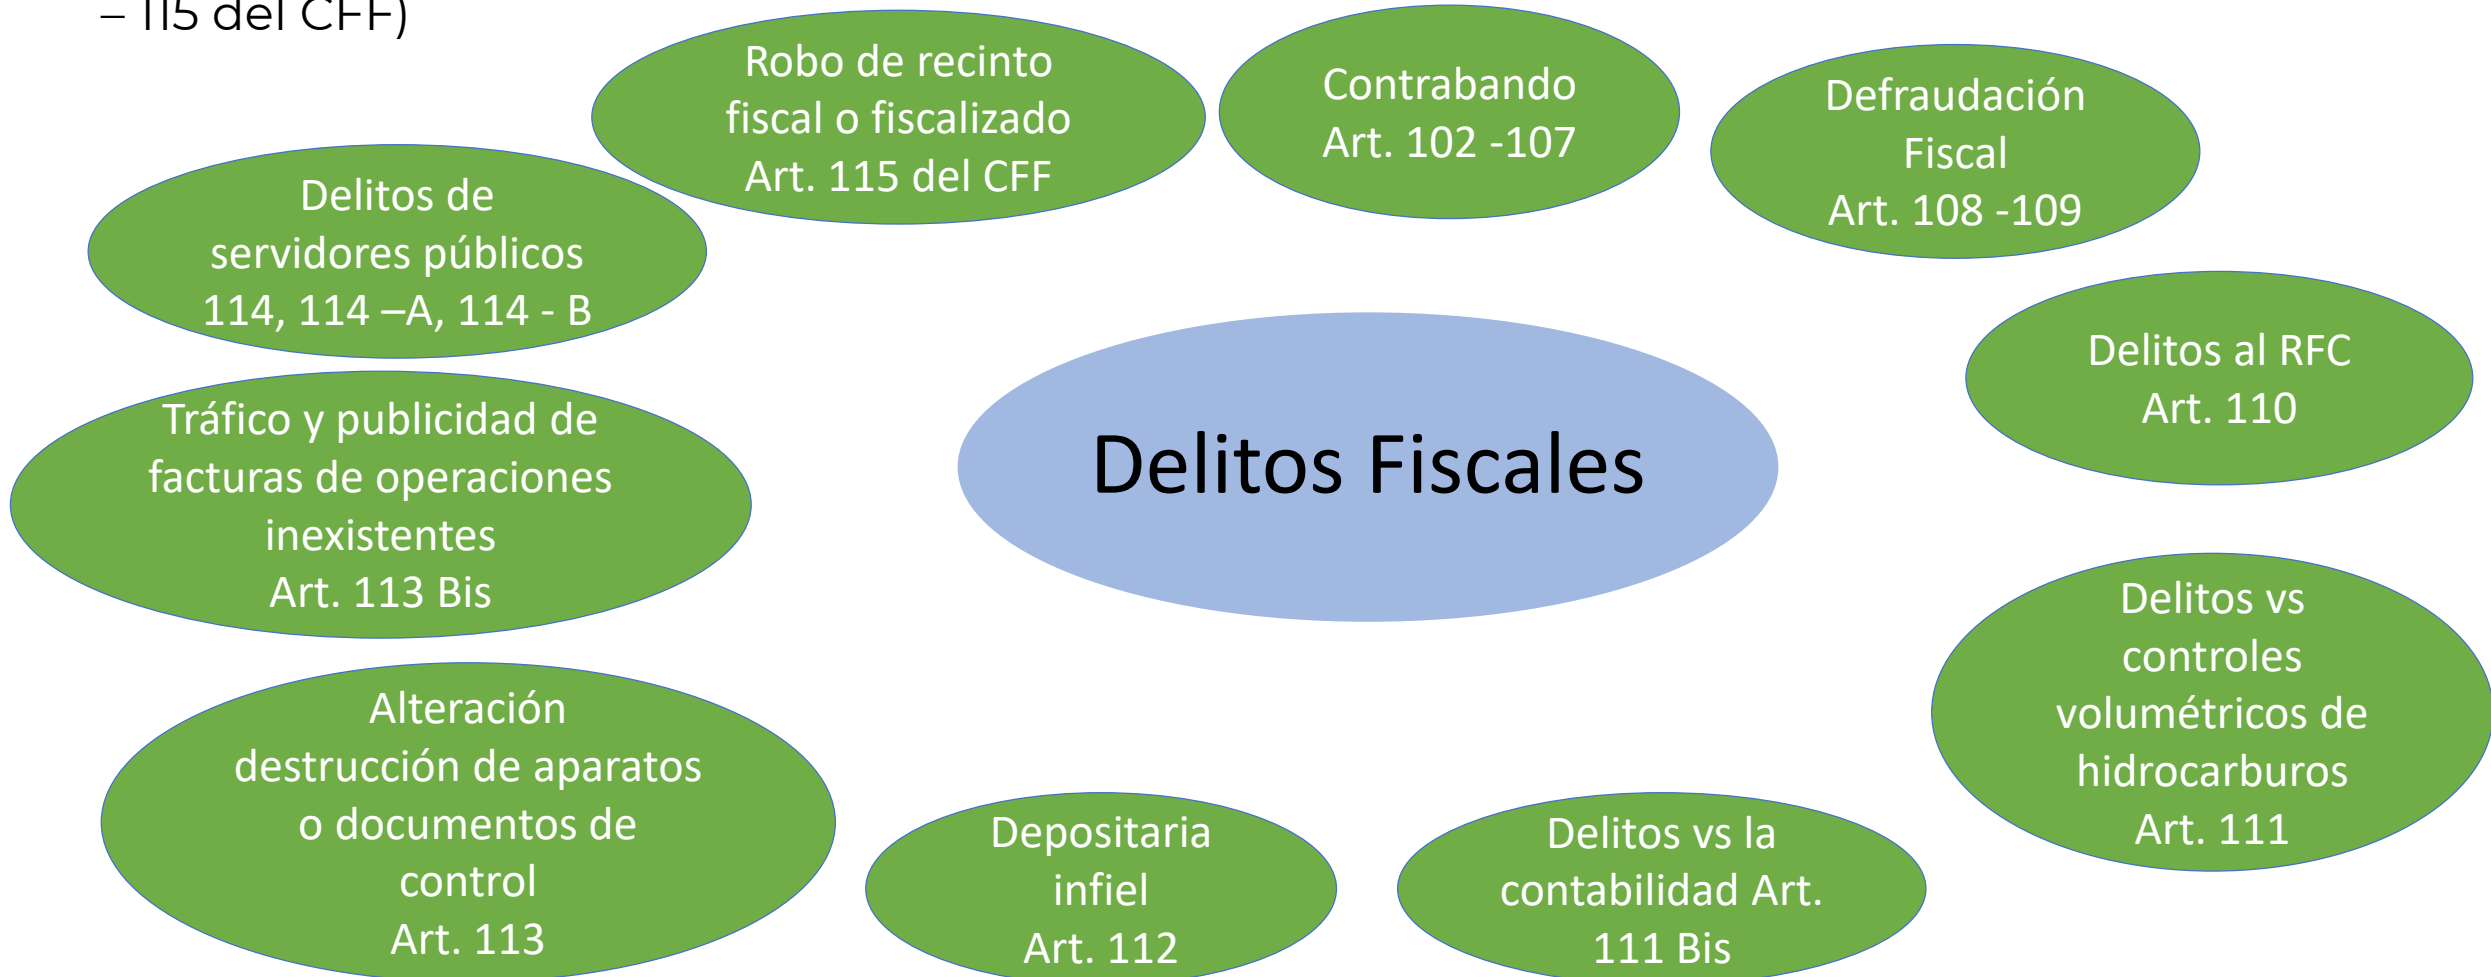 – 115 del CFF)
Robo de recinto
fiscal o fiscalizado
Art. 115 del CFF
Contrabando
Art. 102 -107
Defraudación
Fiscal
Art. 108 -109
Delitos de
servidores públicos
114, 114 –A, 114 - B
Delitos al RFC
Art. 110
Tráfico y publicidad de
facturas de operaciones
inexistentes
Art. 113 Bis
Delitos Fiscales
Delitos vs
controles
volumétricos de
hidrocarburos
Art. 111
Alteración
destrucción de aparatos
o documentos de
control
Art. 113
Depositaria
infiel
Art. 112
Delitos vs la
contabilidad Art.
111 Bis